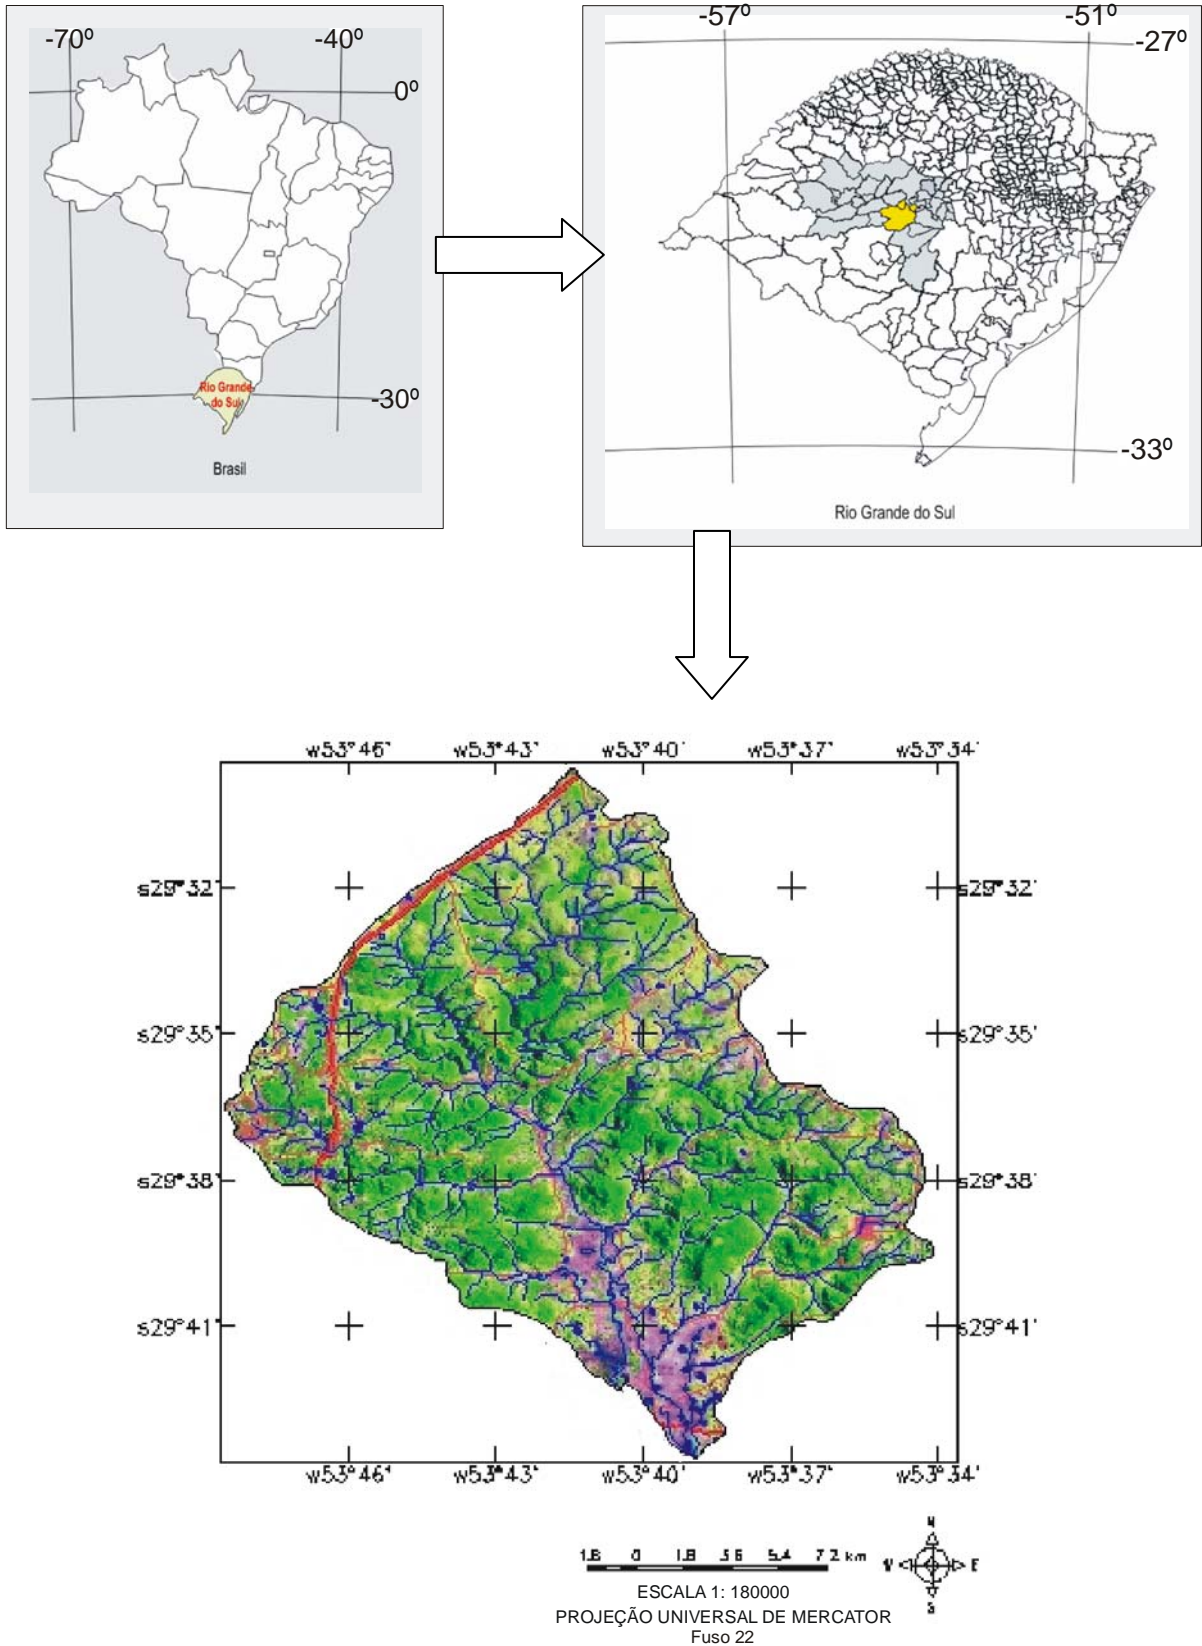 -70º -40º
0º
Rio Grande
do Sul
-30º
Brasil
-57º -51º
-27º
-33º
Rio Grande do Sul
w53°46' w53°43' w53°40' w53°37' w53°34'
s29°32' s29°32'
s29°35' s29°35'
s29°38' s29°38'
s29°41' s29°41'
w53°46' w53°43' w53°40' w53°37' w53°34'
N
1.8 0 1.8 3.6 5.4 7.2 km
W E
S
ESCALA 1: 180000
PROJEÇÃO UNIVERSAL DE MERCATOR
Fuso 22